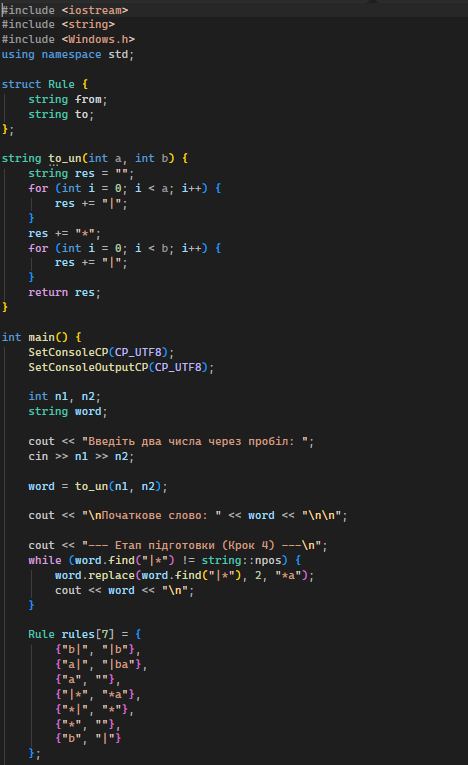 #include <iostream>
#include <string>
#include <Windows.h>
using namespace std;
struct Rule {
    string from;
    string to;
};
string to_un(int a, int b) {
    string res = "";
    for (int i = 0; i < a; i++) {
        res += "|";
    }
    res += "*";
    for (int i = 0; i < b; i++) {
        res += "|";
    }
    return res;
}
int main() {
    SetConsoleCP(CP_UTF8);
    SetConsoleOutputCP(CP_UTF8);
    int n1, n2;
    string word;
    cout << "Введіть два числа через пробіл: ";
    cin >> n1 >> n2;
    word = to_un(n1, n2);
    cout << "\nПочаткове слово: " << word << "\n\n";
    cout << "--- Етап підготовки (Крок 4) ---\n";
    while (word.find("|*") != string::npos) {
        word.replace(word.find("|*"), 2, "*a");
        cout << word << "\n";
    }
    Rule rules[7] = {
        {"b|", "|b"},
        {"a|", "|ba"},
        {"a", ""},
        {"|*", "*a"},
        {"*|", "*"},
        {"*", ""},
        {"b", "|"}
    };